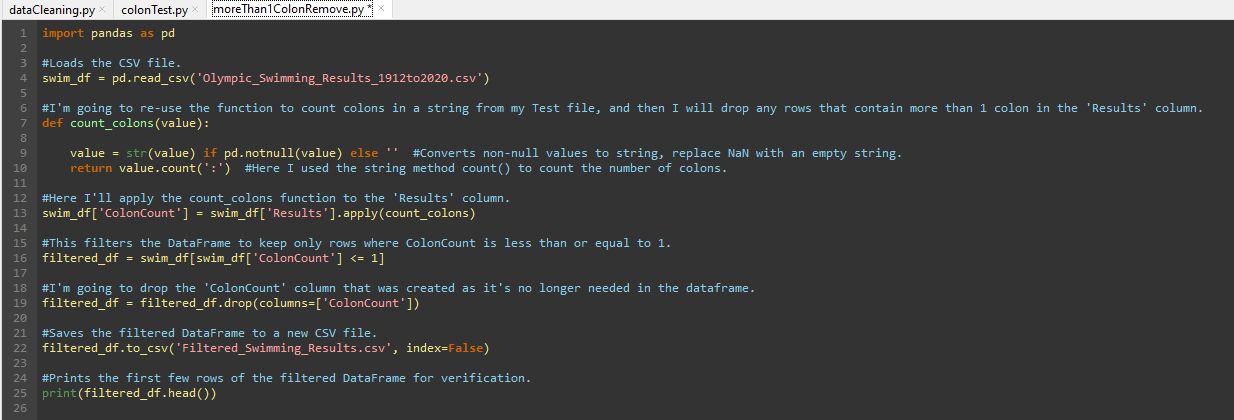 dataCleaning.py × colonTest.py × moreThan1ColonRemove.py * ×
1 import pandas as pd
2
3 #Loads the CSV file.
4 swim_df = pd.read_csv('Olympic_Swimming_Results_1912to2020.csv')
5
6 #I'm going to re-use the function to count colons in a string from my Test file, and then I will drop any rows that contain more than 1 colon in the 'Results' column.
7 def count_colons(value):
8
9     value = str(value) if pd.notnull(value) else ''  #Converts non-null values to string, replace NaN with an empty string.
10     return value.count(':')  #Here I used the string method count() to count the number of colons.
11
12 #Here I'll apply the count_colons function to the 'Results' column.
13 swim_df['ColonCount'] = swim_df['Results'].apply(count_colons)
14
15 #This filters the DataFrame to keep only rows where ColonCount is less than or equal to 1.
16 filtered_df = swim_df[swim_df['ColonCount'] <= 1]
17
18 #I'm going to drop the 'ColonCount' column that was created as it's no longer needed in the dataframe.
19 filtered_df = filtered_df.drop(columns=['ColonCount'])
20
21 #Saves the filtered DataFrame to a new CSV file.
22 filtered_df.to_csv('Filtered_Swimming_Results.csv', index=False)
23
24 #Prints the first few rows of the filtered DataFrame for verification.
25 print(filtered_df.head())
26